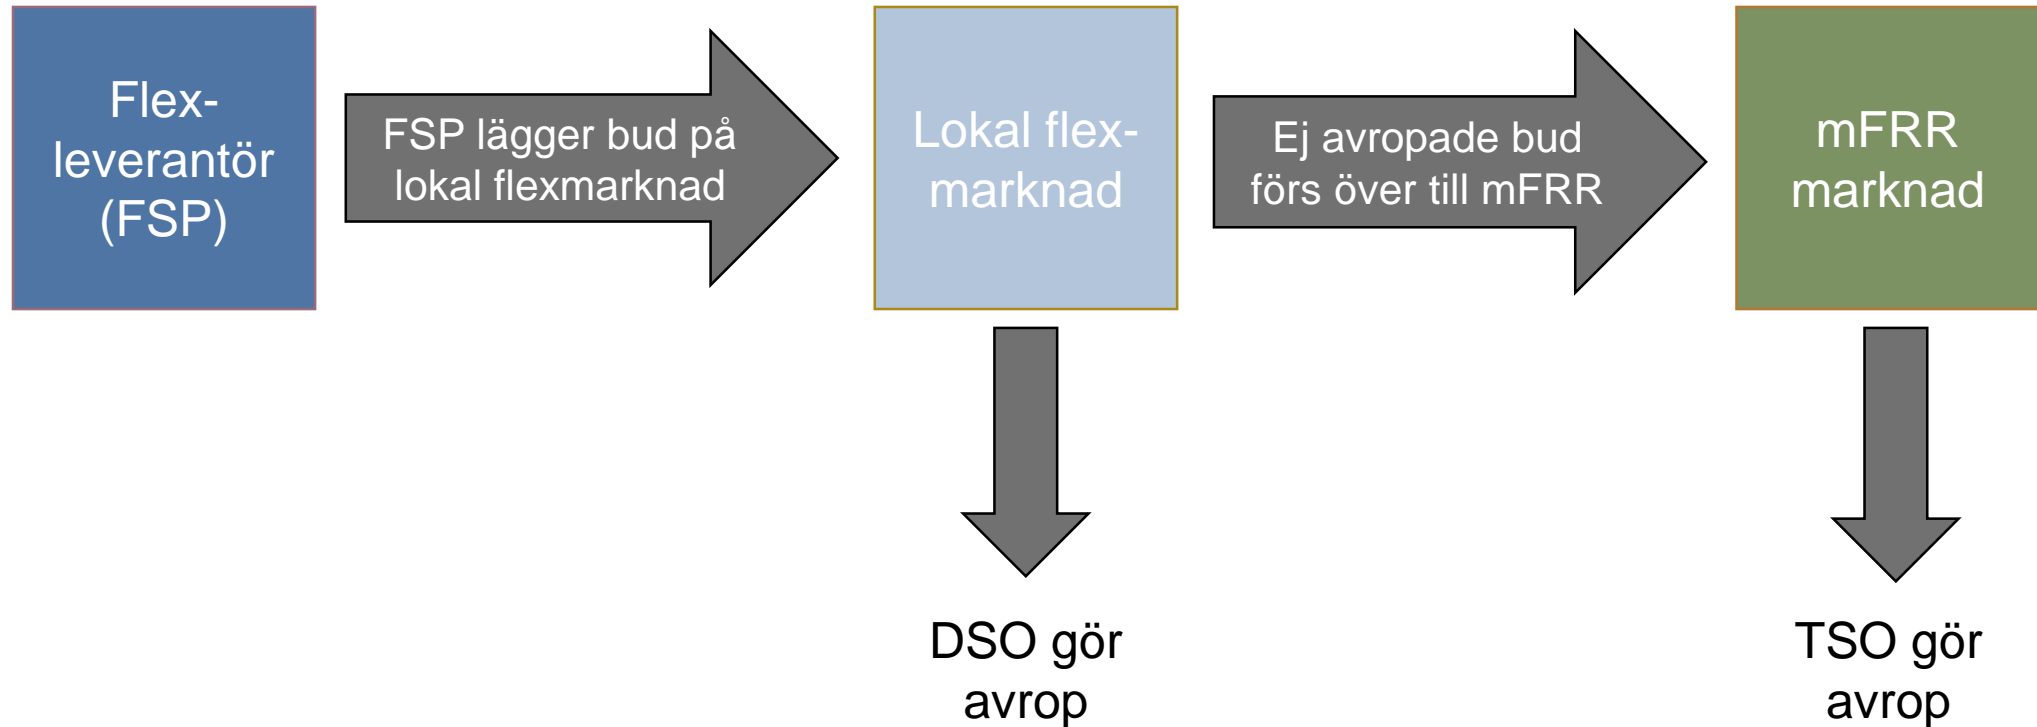 Flex-
leverantör
(FSP)
FSP lägger bud på
lokal flexmarknad
Lokal flex-
marknad
Ej avropade bud
förs över till mFRR
mFRR
marknad
DSO gör
avrop
TSO gör
avrop